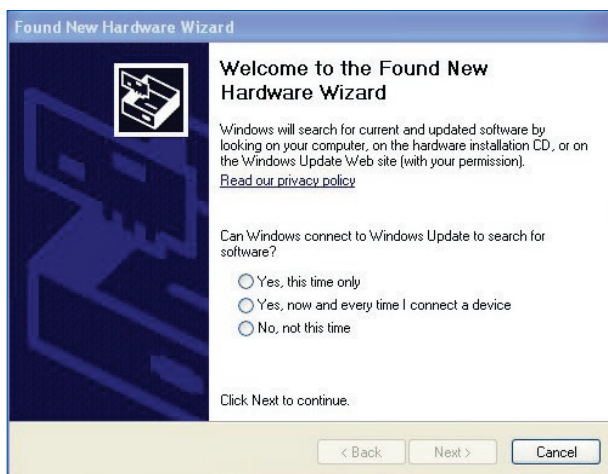 Found New Hardware Wizard
Welcome to the Found New
Hardware Wizard
Windows will search for current and updated software by
looking on your computer, on the hardware installation CD, or on
the Windows Update Web site (with your permission).
Read our privacy policy
Can Windows connect to Windows Update to search for
software?
Yes, this time only
Yes, now and every time I connect a device
No, not this time
Click Next to continue.
< Back Next > Cancel